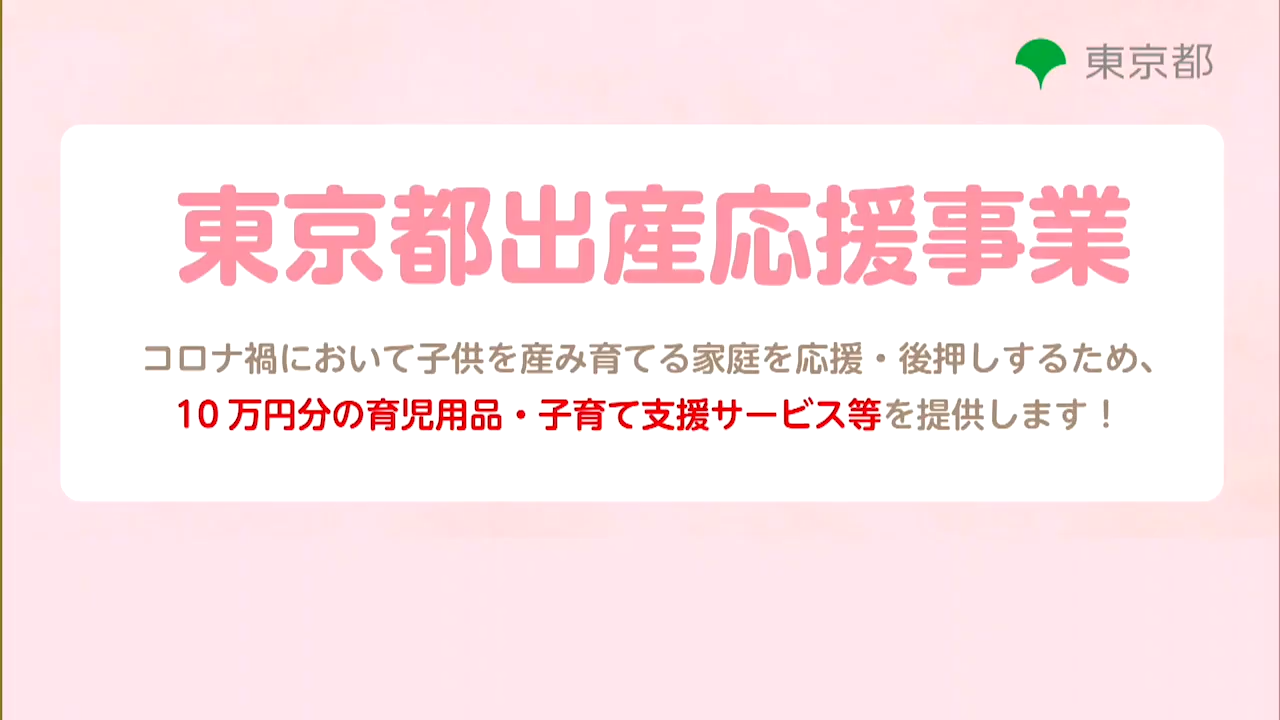 東京都
東京都出産応援事業
コロナ禍において子供を産み育てる家庭を応援・後押しするため、
10万円分の育児用品・子育て支援サービス等を提供します！